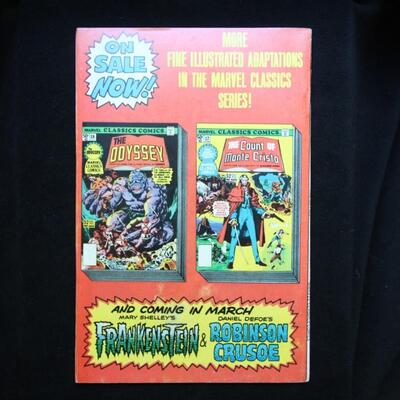 ON
SALE
NOW!
MORE
FINE ILLUSTRATED ADAPTATIONS
IN THE MARVEL CLASSICS
SERIES!
MARVEL CLASSICS COMICS
THE
ODYSSEY
MARVEL CLASSICS COMICS
THE Count OF
Monte Cristo
AND COMING IN MARCH
MARY SHELLEY'S
FRANKENSTEIN
&
DANIEL DEFOE'S
ROBINSON
CRUSOE